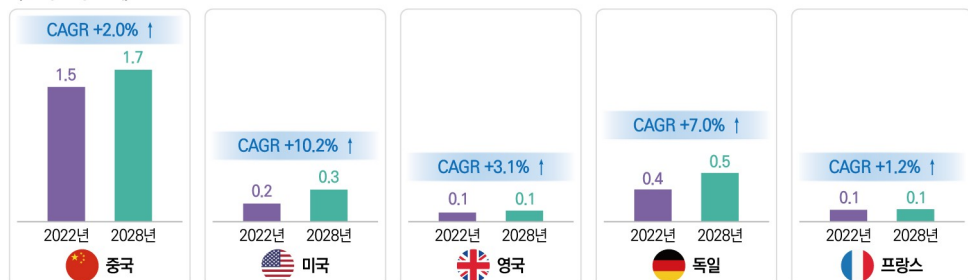 CAGR +2.0% ↑
1.5
1.7
2022년
2028년
중국
CAGR +10.2% ↑
0.2
0.3
2022년
2028년
미국
CAGR +3.1% ↑
0.1
0.1
2022년
2028년
영국
CAGR +7.0% ↑
0.4
0.5
2022년
2028년
독일
CAGR +1.2% ↑
0.1
0.1
2022년
2028년
프랑스